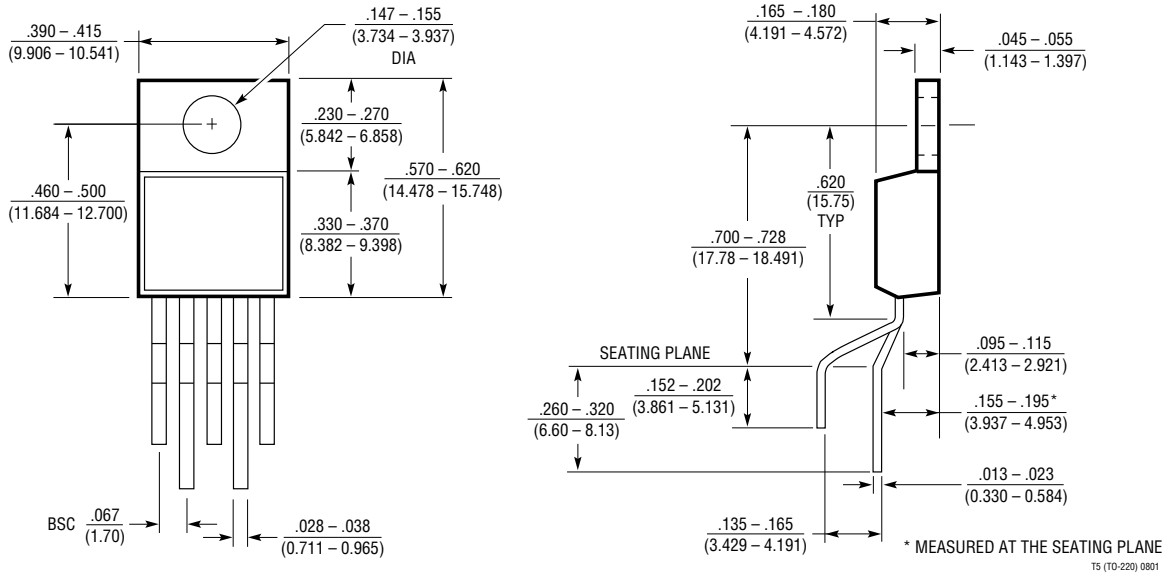 .390 – .415
(9.906 – 10.541)
.147 – .155
(3.734 – 3.937)
DIA
.230 – .270
(5.842 – 6.858)
.460 – .500
(11.684 – 12.700)
.570 – .620
(14.478 – 15.748)
.330 – .370
(8.382 – 9.398)
BSC
.067
(1.70)
.028 – .038
(0.711 – 0.965)
.165 – .180
(4.191 – 4.572)
.045 – .055
(1.143 – 1.397)
.620
(15.75)
TYP
.700 – .728
(17.78 – 18.491)
SEATING PLANE
.095 – .115
(2.413 – 2.921)
.152 – .202
(3.861 – 5.131)
.260 – .320
(6.60 – 8.13)
.155 – .195*
(3.937 – 4.953)
.013 – .023
(0.330 – 0.584)
.135 – .165
(3.429 – 4.191)
* MEASURED AT THE SEATING PLANE
T5 (TO-220) 0801